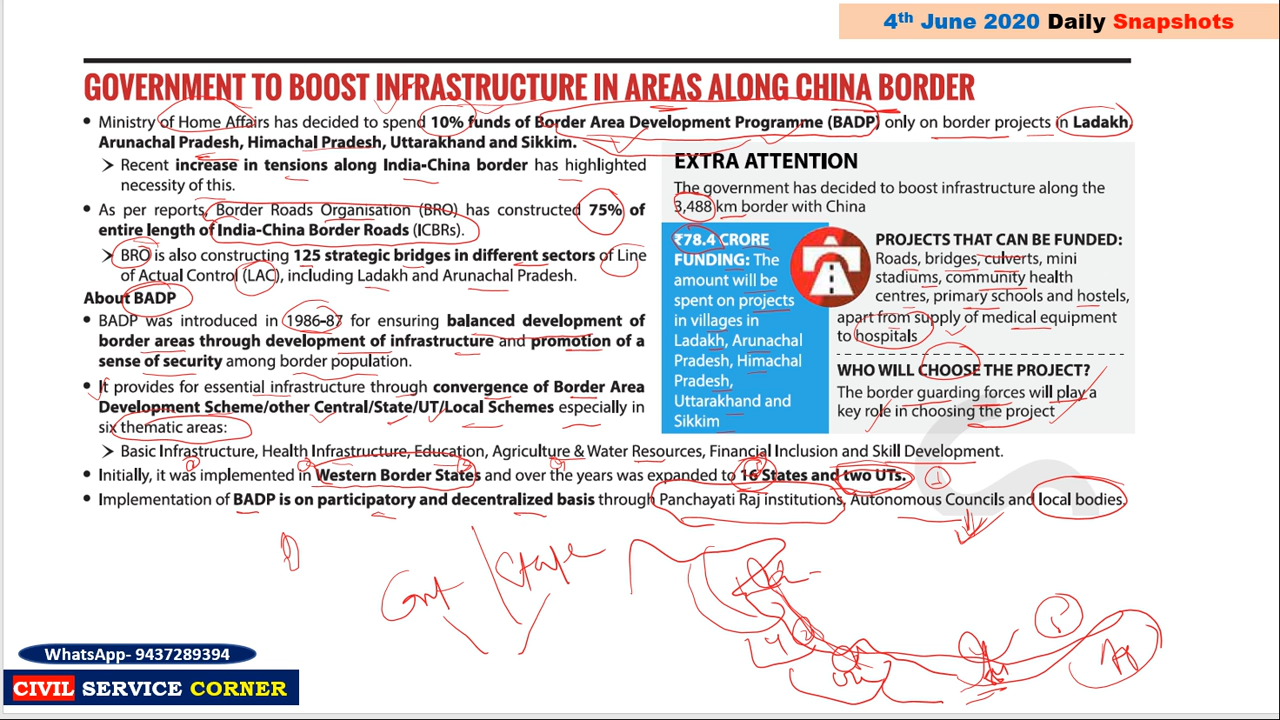 4th June 2020 Daily Snapshots
GOVERNMENT TO BOOST INFRASTRUCTURE IN AREAS ALONG CHINA BORDER
• Ministry of Home Affairs has decided to spend 10% funds of Border Area Development Programme (BADP) only on border projects in Ladakh,
Arunachal Pradesh, Himachal Pradesh, Uttarakhand and Sikkim.
➢ Recent increase in tensions along India-China border has highlighted
necessity of this.
• As per reports, Border Roads Organisation (BRO) has constructed 75% of
entire length of India-China Border Roads (ICBRs).
➢ BRO is also constructing 125 strategic bridges in different sectors of Line
of Actual Control (LAC), including Ladakh and Arunachal Pradesh.
About BADP
• BADP was introduced in 1986-87 for ensuring balanced development of
border areas through development of infrastructure and promotion of a
sense of security among border population.
• It provides for essential infrastructure through convergence of Border Area
Development Scheme/other Central/State/UT/Local Schemes especially in
six thematic areas:
➢ Basic Infrastructure, Health Infrastructure, Education, Agriculture & Water Resources, Financial Inclusion and Skill Development.
• Initially, it was implemented in Western Border States and over the years was expanded to 16 States and two UTs.
• Implementation of BADP is on participatory and decentralized basis through Panchayati Raj institutions, Autonomous Councils and local bodies.
EXTRA ATTENTION
The government has decided to boost infrastructure along the
3,488 km border with China
₹78.4 CRORE
FUNDING: The
amount will be
spent on projects
in villages in
Ladakh, Arunachal
Pradesh, Himachal
Pradesh,
Uttarakhand and
Sikkim
PROJECTS THAT CAN BE FUNDED:
Roads, bridges, culverts, mini
stadiums, community health
centres, primary schools and hostels,
apart from supply of medical equipment
to hospitals
WHO WILL CHOOSE THE PROJECT?
The border guarding forces will play a
key role in choosing the project
WhatsApp- 9437289394
CIVIL SERVICE CORNER